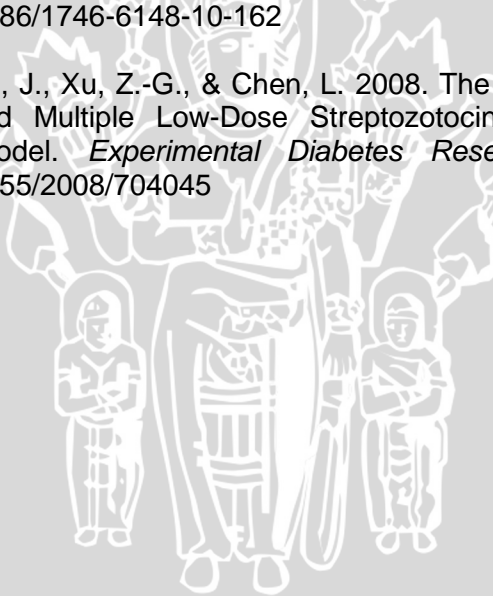 86/1746-6148-10-162
, J., Xu, Z.-G., & Chen, L. 2008. The
d Multiple Low-Dose Streptozotocin
odel. Experimental Diabetes Rese
55/2008/704045